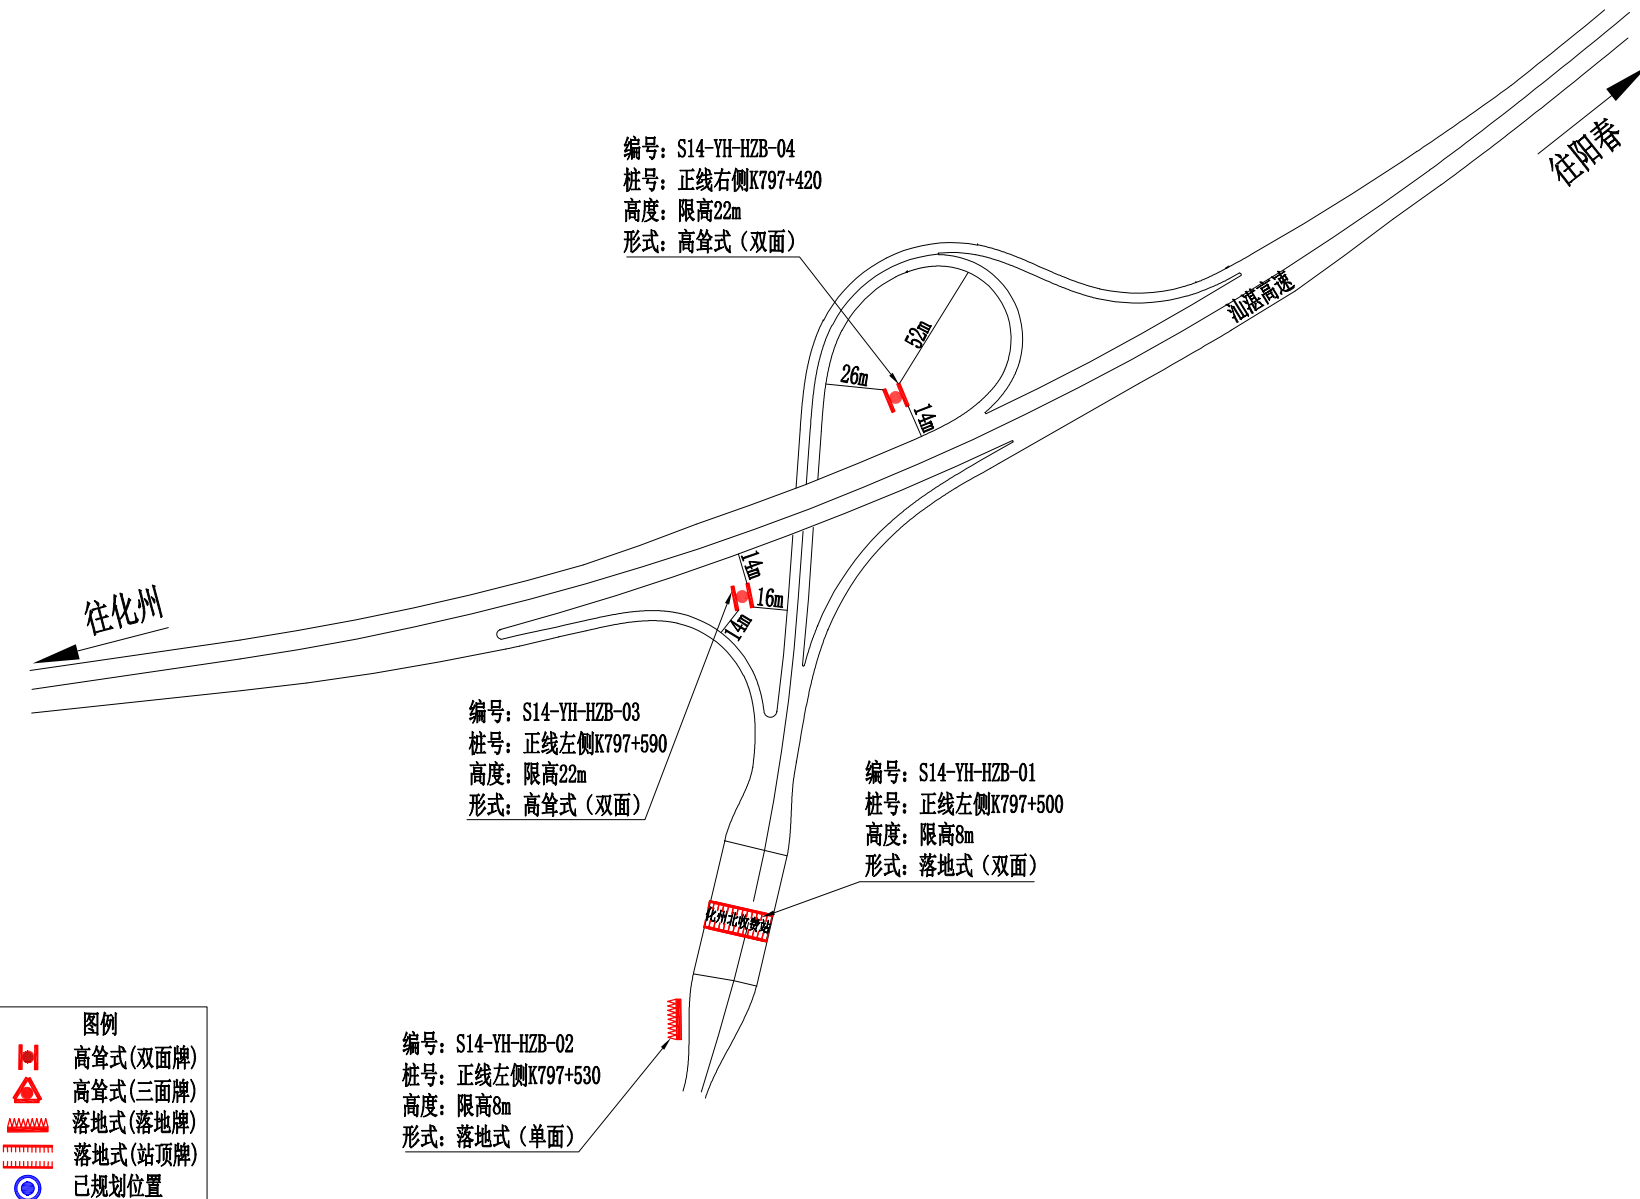 编号：S14-YH-HZB-04
桩号：正线右侧K797+420
高度：限高22m
形式：高耸式（双面）
往阳春
汕湛高速
52m
26m
14m
14m
16m
14m
往化州
编号：S14-YH-HZB-03
桩号：正线左侧K797+590
高度：限高22m
形式：高耸式（双面）
编号：S14-YH-HZB-01
桩号：正线左侧K797+500
高度：限高8m
形式：落地式（双面）
化州北收费站
编号：S14-YH-HZB-02
桩号：正线左侧K797+530
高度：限高8m
形式：落地式（单面）
图例
高耸式(双面牌)
高耸式(三面牌)
落地式(落地牌)
落地式(站顶牌)
已规划位置